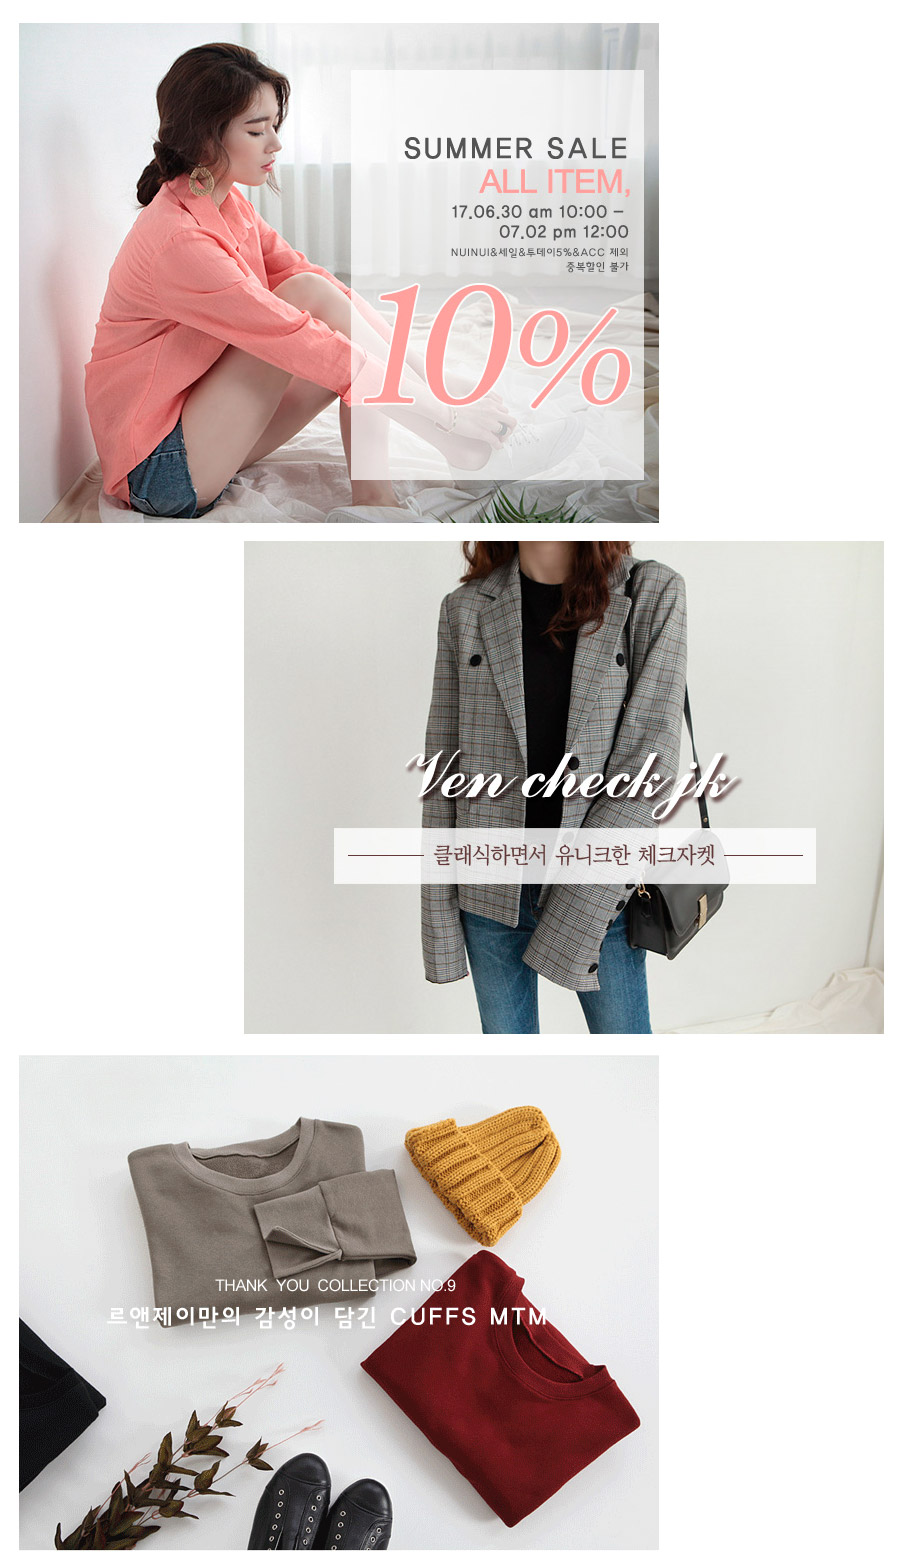 SUMMER SALE
ALL ITEM,
17.06.30 am 10:00 –
07.02 pm 12:00
NUINUI&세일&투데이5%&ACC 제외
중복할인 불가
10%
Ven check jk
클래식하면서 유니크한 체크자켓
THANK YOU COLLECTION NO.9
르앤제이만의 감성이 담긴 CUFFS MTM